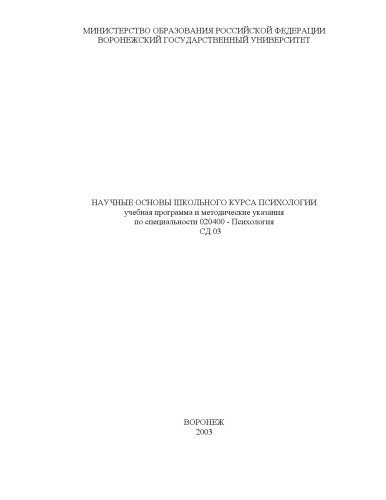 МИНИСТЕРСТВО ОБРАЗОВАНИЯ РОССИЙСКОЙ ФЕДЕРАЦИИ
ВОРОНЕЖСКИЙ ГОСУДАРСТВЕННЫЙ УНИВЕРСИТЕТ
НАУЧНЫЕ ОСНОВЫ ШКОЛЬНОГО КУРСА ПСИХОЛОГИИ
учебная программа и методические указания
по специальности 020400 - Психология
СД.03
ВОРОНЕЖ
2003